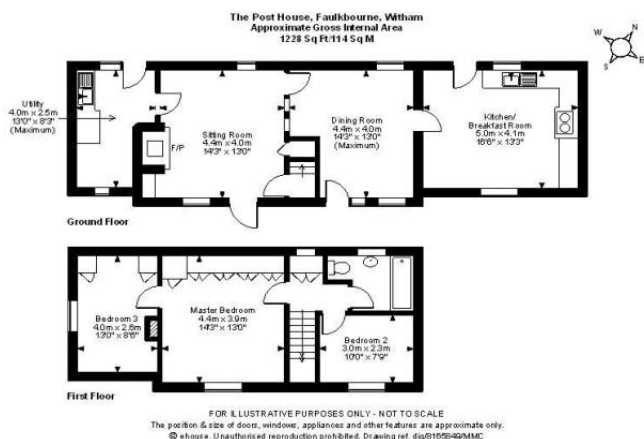 The Post House, Faulkbourne, Witham
Approximate Gross Internal Area
1228 Sq Ft/114 Sq M
N
W
E
S
Utility
4.0m x 2.5m
13'0" x 8'3"
(Maximum)
F/P
Sitting Room
4.4m x 4.0m
14'3" x 13'0"
Dining Room
4.4m x 4.0m
14'3" x 13'0"
(Maximum)
Kitchen/
Breakfast Room
5.0m x 4.1m
16'6" x 13'3"
Ground Floor
Bedroom 3
4.0m x 2.6m
13'0" x 8'6"
Master Bedroom
4.4m x 3.9m
14'3" x 13'0"
Bedroom 2
3.0m x 2.3m
10'0" x 7'9"
First Floor
FOR ILLUSTRATIVE PURPOSES ONLY - NOT TO SCALE
The position & size of doors, windows, appliances and other features are approximate only.
© ehouse. Unauthorised reproduction prohibited. Drawing ref. dig/8165849/MMC